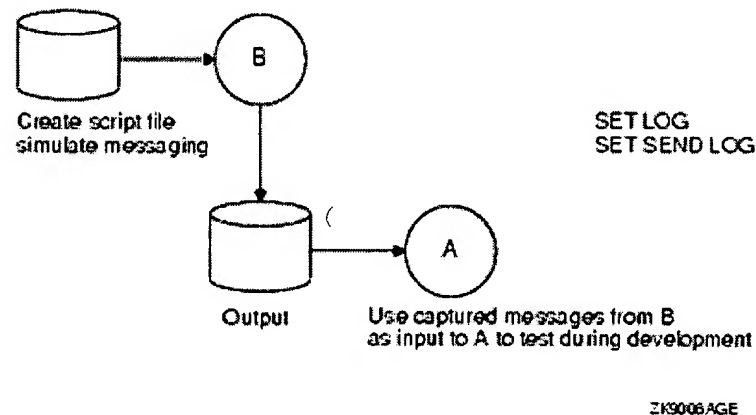 B
Create script file
simulate messaging
SET LOG
SET SEND LOG
A
Output
Use captured messages from B
as input to A to test during development
ZK9006AGE